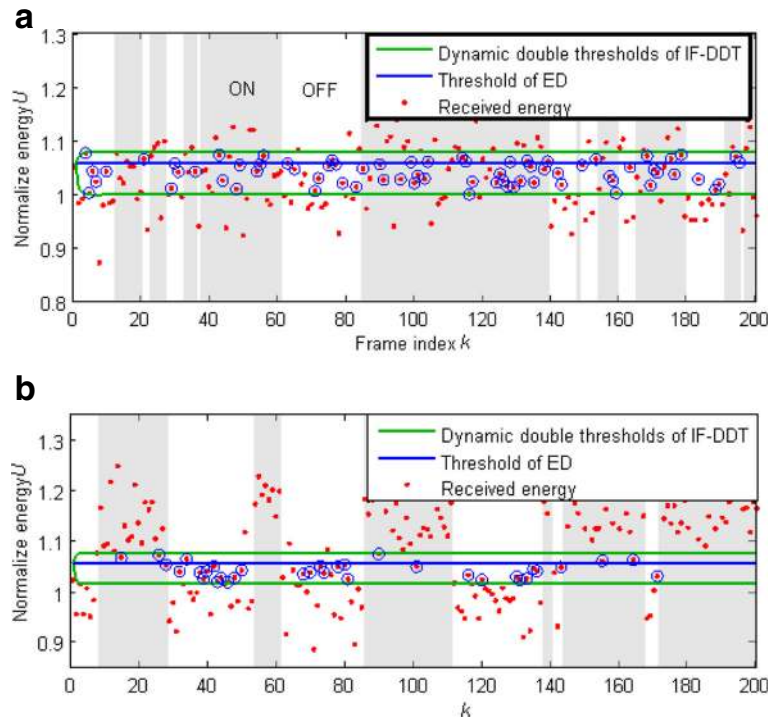 a
1.3
1.2
1.1
1
0.9
0.8
Normalize energy U
ON
OFF
Dynamic double thresholds of IF-DDT
Threshold of ED
Received energy
0 20 40 60 80 100 120 140 160 180 200
Frame index k
b
1.3
1.2
1.1
1
0.9
Normalize energy U
Dynamic double thresholds of IF-DDT
Threshold of ED
Received energy
0 20 40 60 80 100 120 140 160 180 200
k